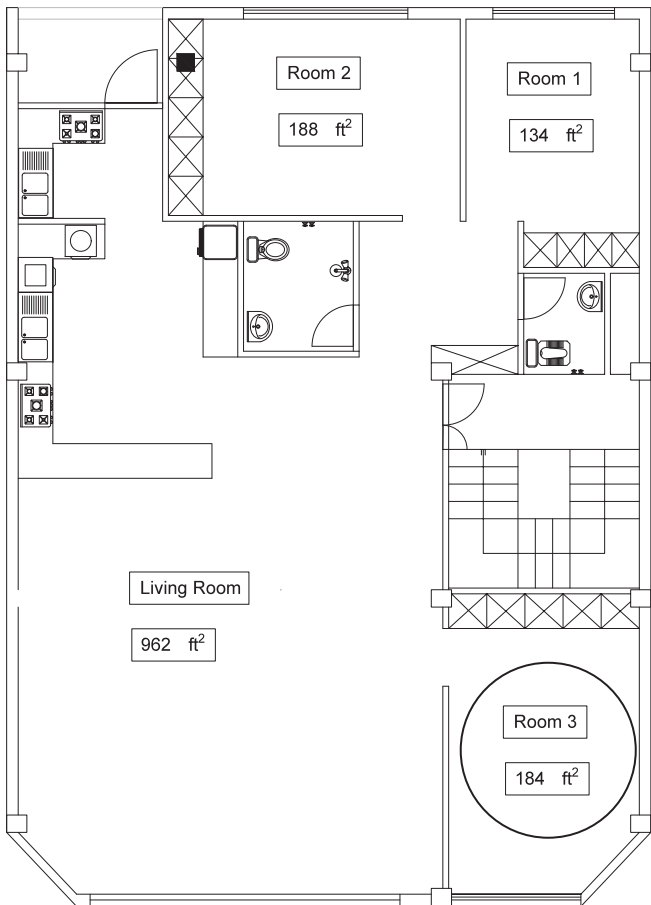 Room 2
188 ft²
Room 1
134 ft²
Living Room
962 ft²
Room 3
184 ft²